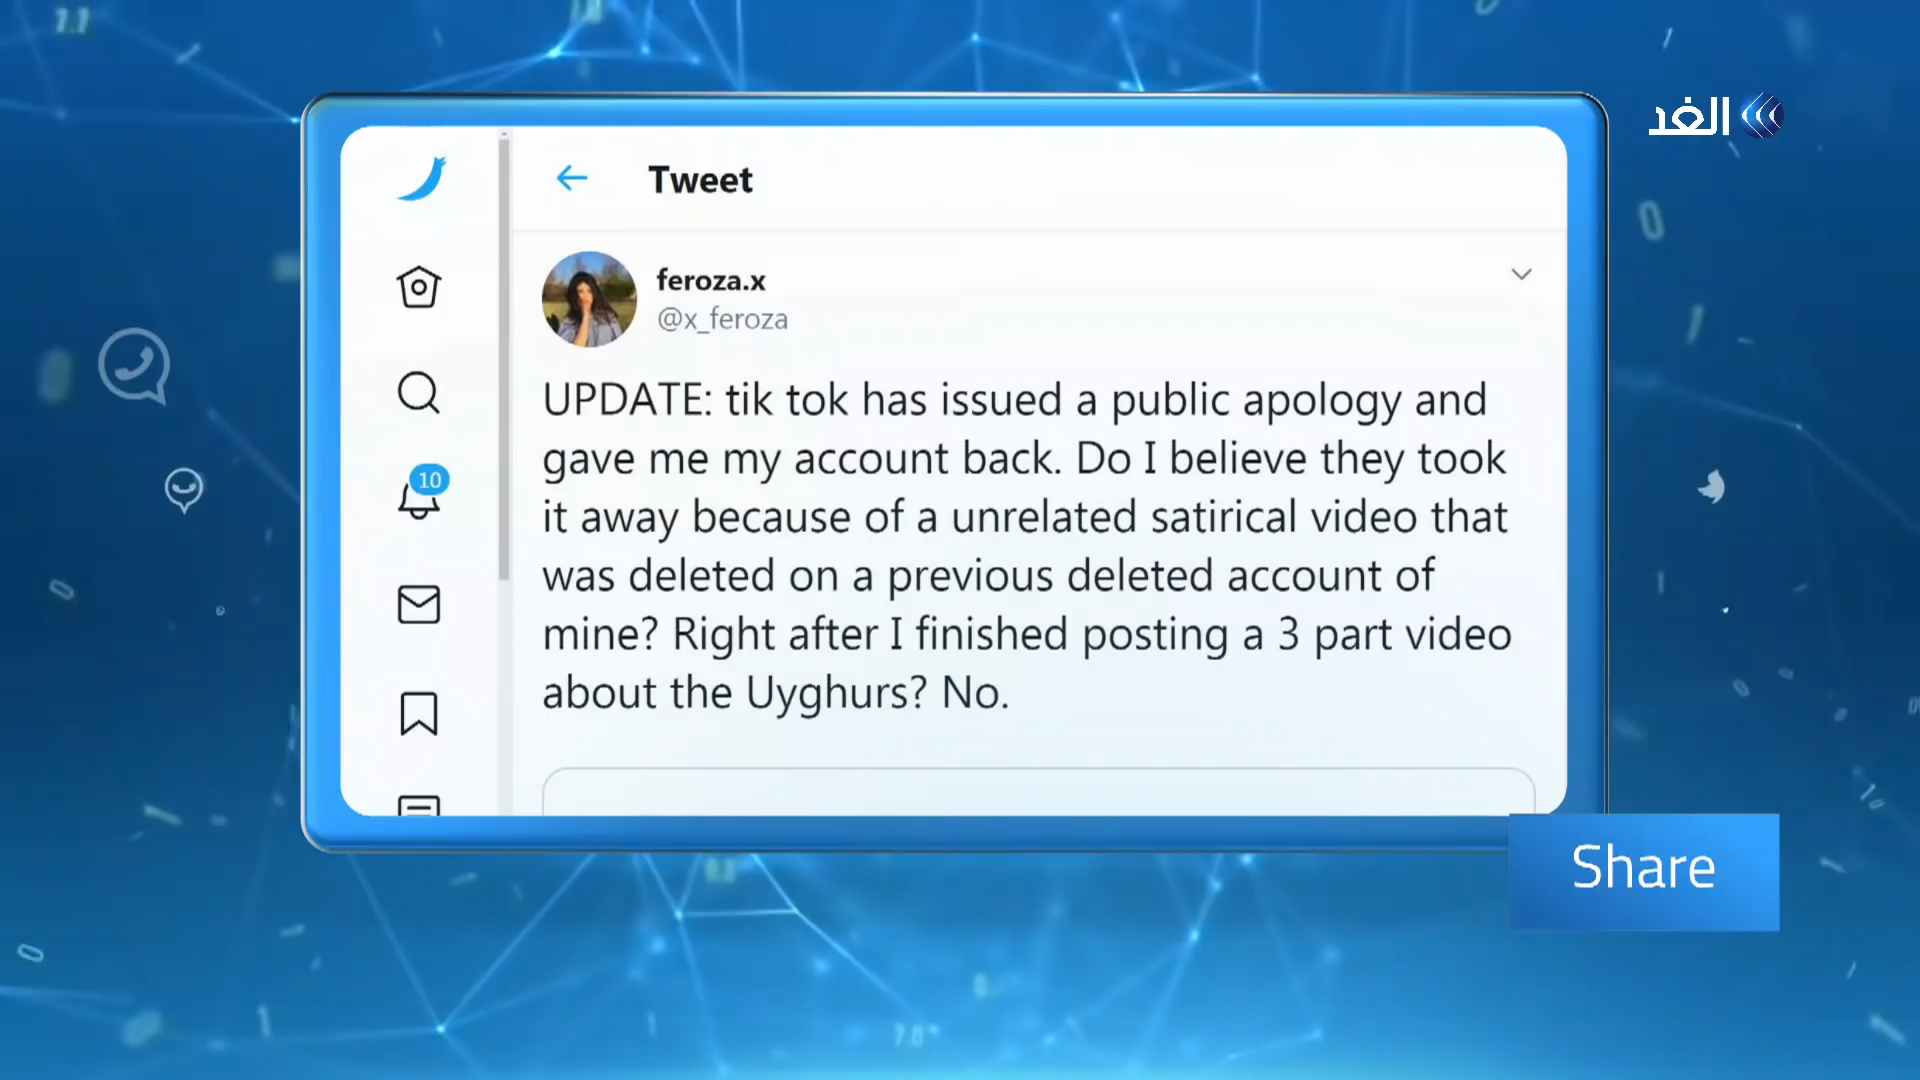 الغد
Tweet
feroza.x
@x_feroza
10
UPDATE: tik tok has issued a public apology and
gave me my account back. Do I believe they took
it away because of a unrelated satirical video that
was deleted on a previous deleted account of
mine? Right after I finished posting a 3 part video
about the Uyghurs? No.
Share